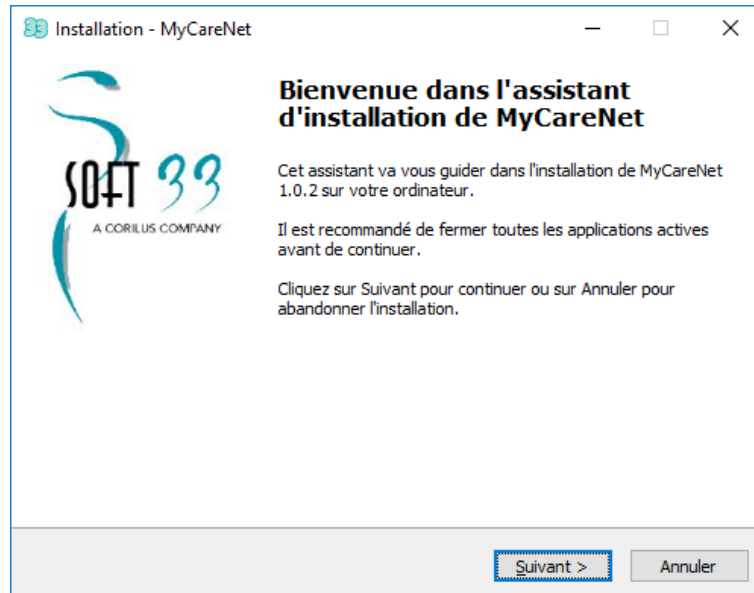 33 Installation - MyCareNet
SOFT 33
A CORILUS COMPANY
Bienvenue dans l'assistant
d'installation de MyCareNet
Cet assistant va vous guider dans l'installation de MyCareNet
1.0.2 sur votre ordinateur.
Il est recommandé de fermer toutes les applications actives
avant de continuer.
Cliquez sur Suivant pour continuer ou sur Annuler pour
abandonner l'installation.
Suivant >
Annuler